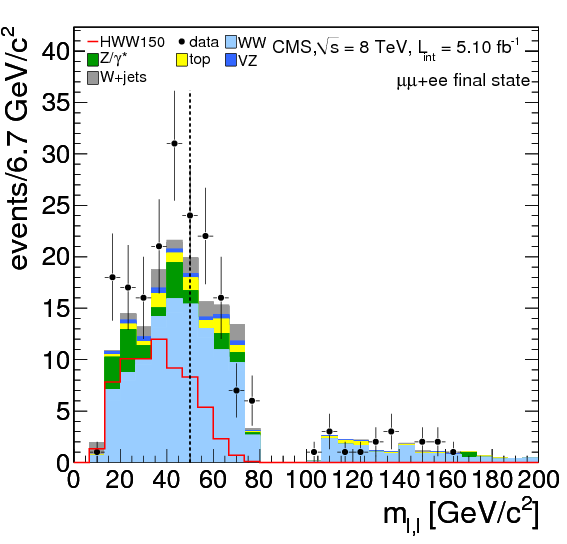 HWW150 data WW CMS,√s = 8 TeV, L_int = 5.10 fb⁻¹
Z/γ* top VZ
W+jets μμ+ee final state
events/6.7 GeV/c²
40
35
30
25
20
15
10
5
0
0 20 40 60 80 100 120 140 160 180 200
m_l,l [GeV/c²]